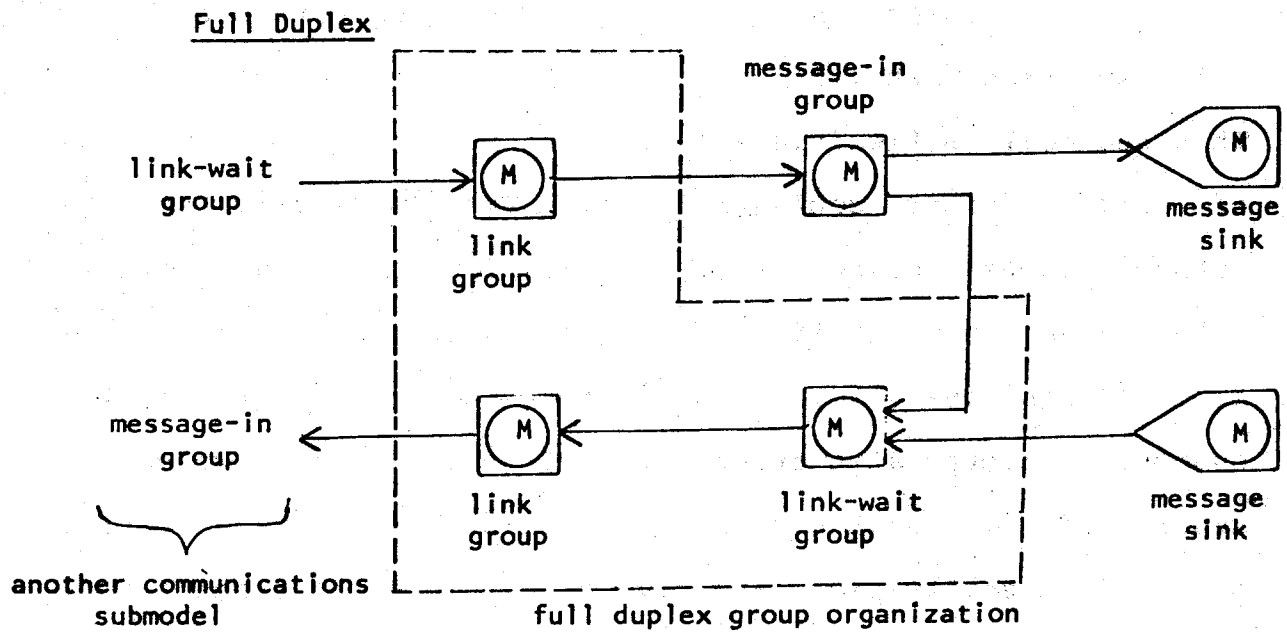 Full Duplex
message-in
group
link-wait
group
M
M
M
link
group
message
sink
message-in
group
M
M
M
link
group
link-wait
group
message
sink
another communications
submodel
full duplex group organization